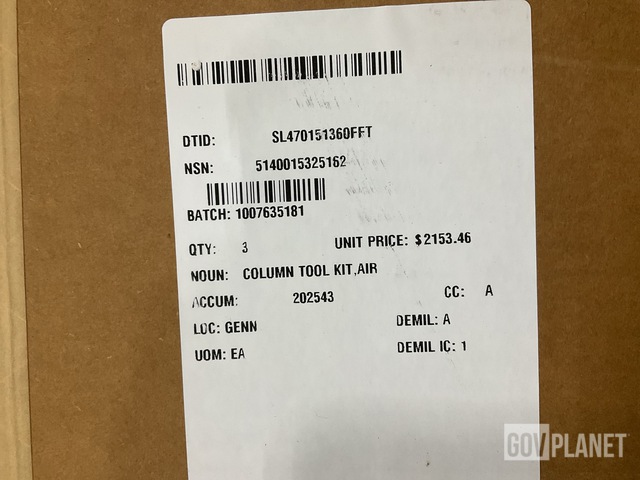 DTID: SL470151360FFT
NSN: 5140015325162
BATCH: 1007635181
QTY: 3 UNIT PRICE: $2153.46
NOUN: COLUMN TOOL KIT,AIR
ACCUM: 202543 CC: A
LOC: GENN DEMIL: A
UOM: EA DEMIL IC: 1
GOVPLANET